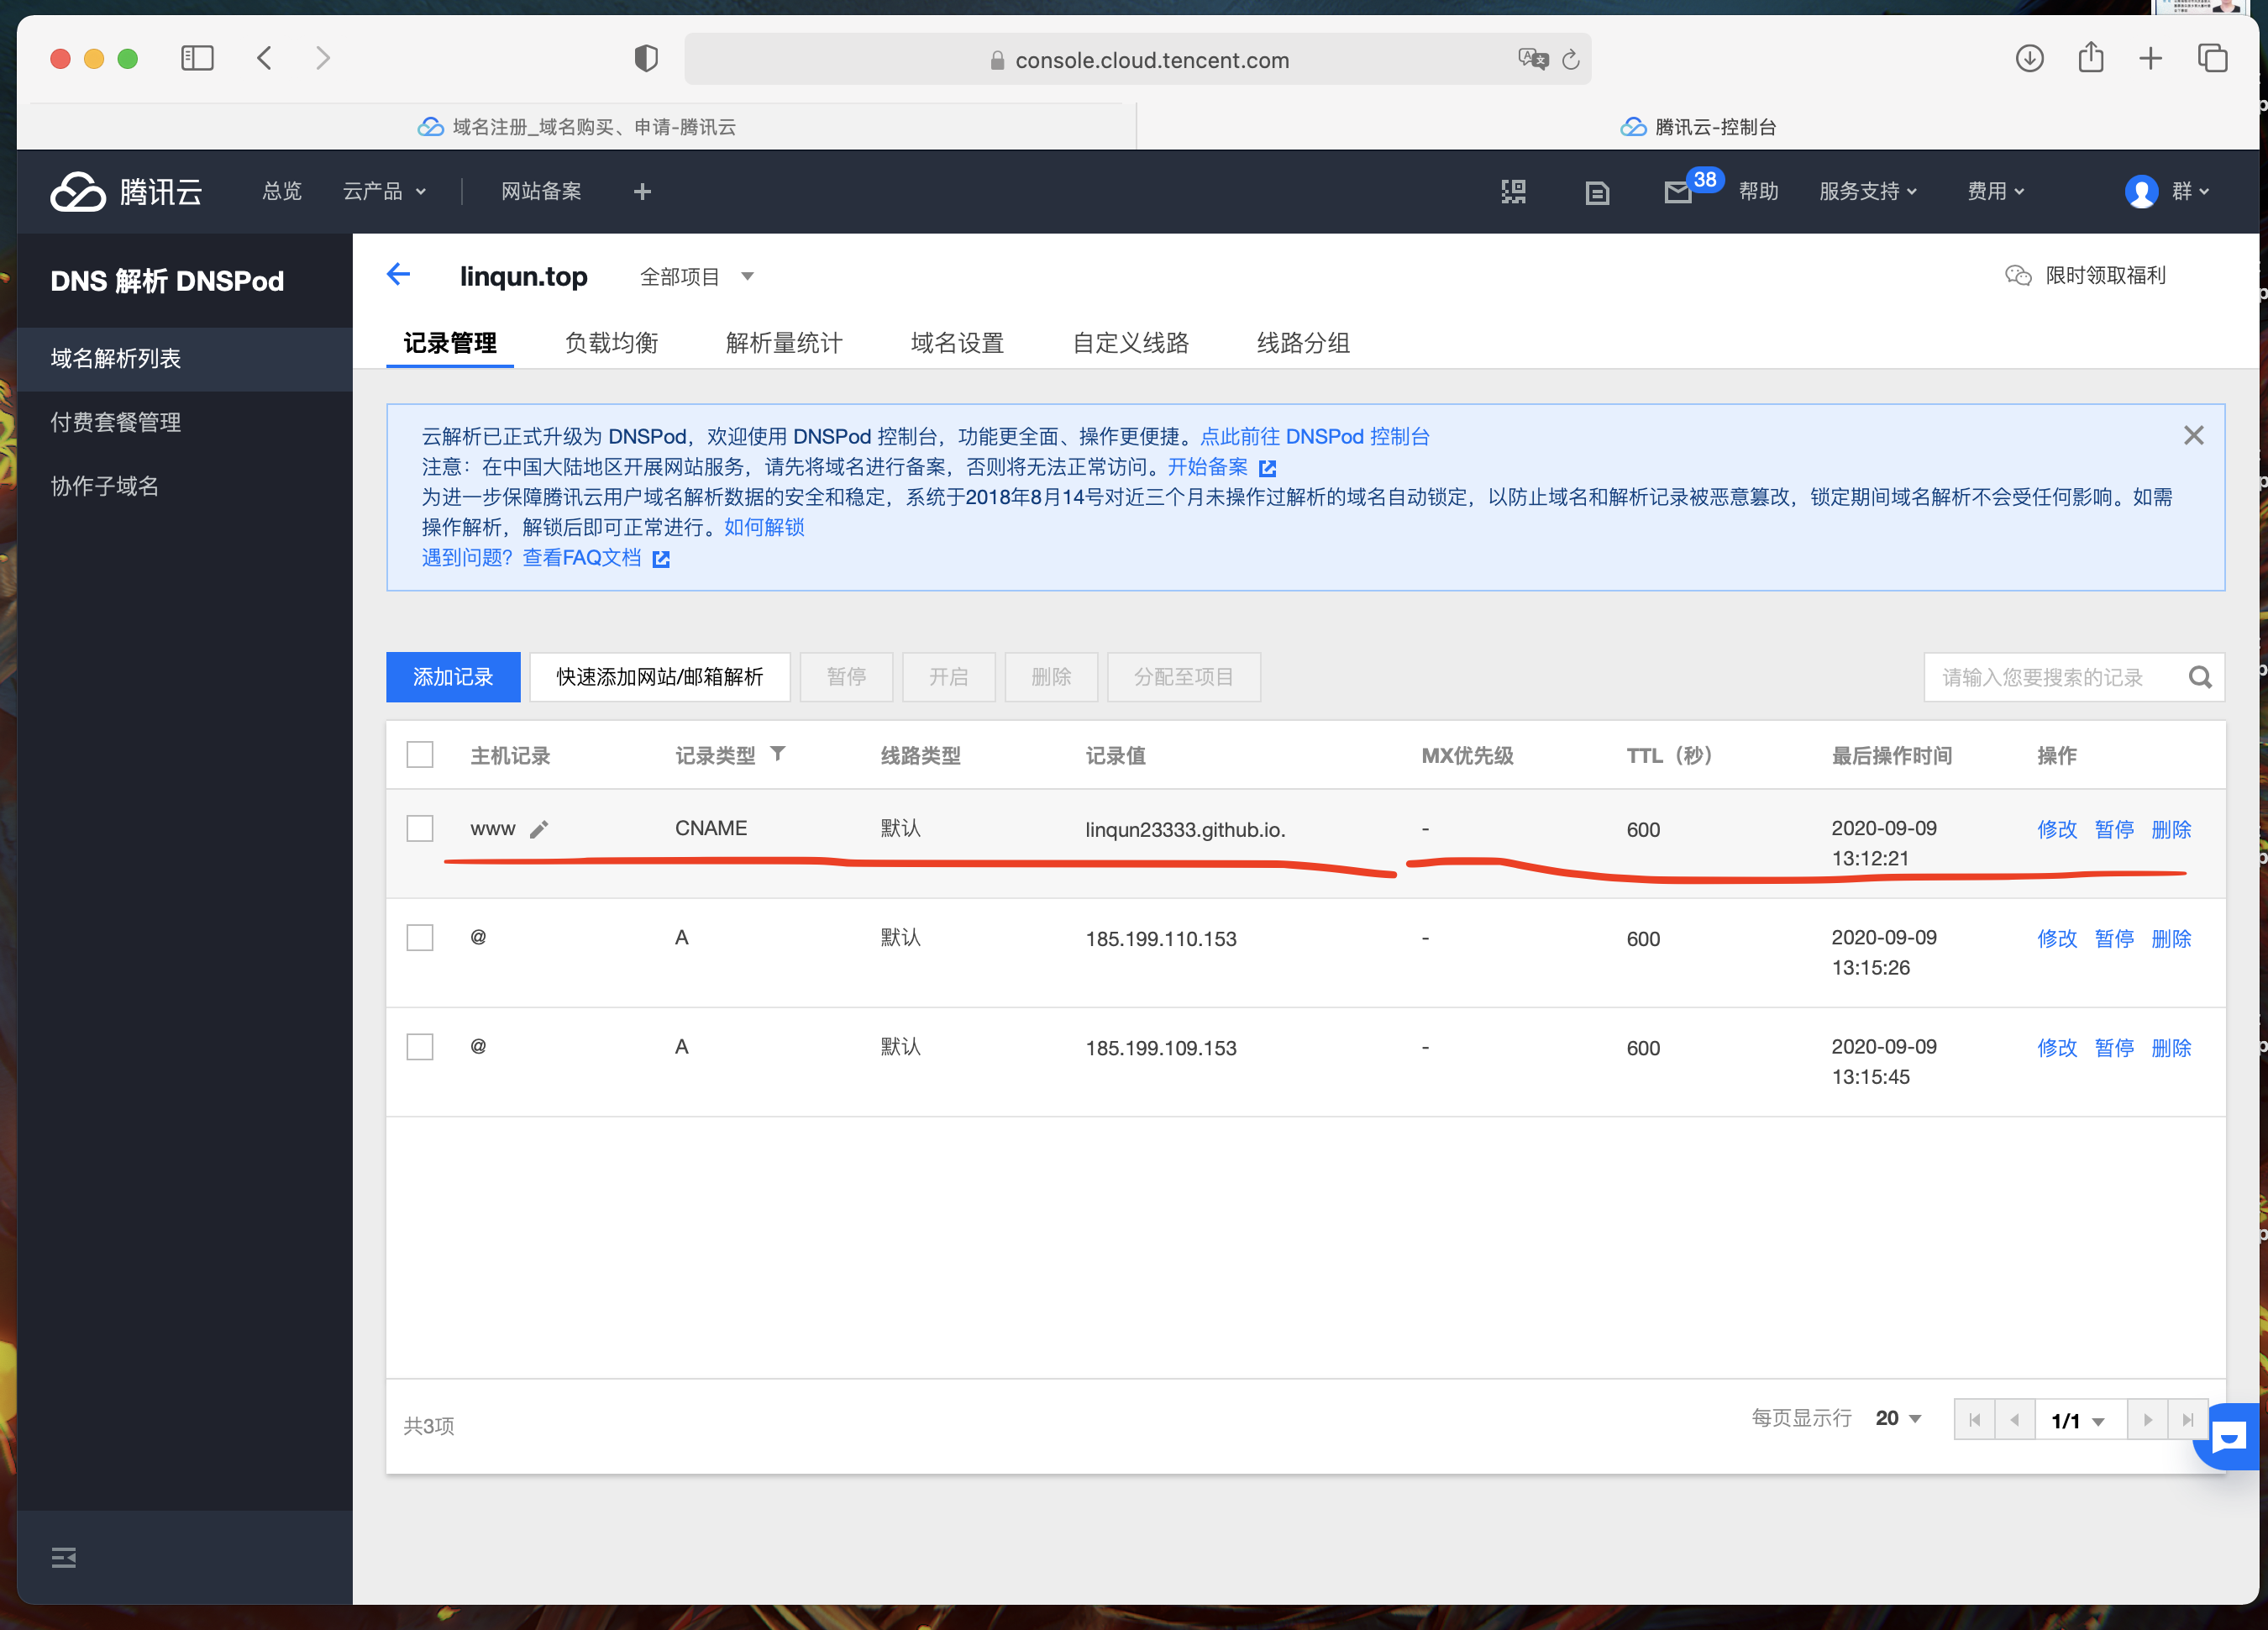 console.cloud.tencent.com
域名注册_域名购买、申请-腾讯云
腾讯云-控制台
腾讯云 总览 云产品 网站备案 38 帮助 服务支持 费用 群
DNS 解析 DNSPod
域名解析列表
付费套餐管理
协作子域名
linqun.top 全部项目 限时领取福利
记录管理 负载均衡 解析量统计 域名设置 自定义线路 线路分组
云解析已正式升级为 DNSPod，欢迎使用 DNSPod 控制台，功能更全面、操作更便捷。点此前往 DNSPod 控制台
注意：在中国大陆地区开展网站服务，请先将域名进行备案，否则将无法正常访问。开始备案
为进一步保障腾讯云用户域名解析数据的安全和稳定，系统于2018年8月14号对近三个月未操作过解析的域名自动锁定，以防止域名和解析记录被恶意篡改，锁定期间域名解析不会受任何影响。如需
操作解析，解锁后即可正常进行。如何解锁
遇到问题？查看FAQ文档
添加记录 快速添加网站/邮箱解析 暂停 开启 删除 分配至项目 请输入您要搜索的记录
主机记录 记录类型 线路类型 记录值 MX优先级 TTL（秒） 最后操作时间 操作
www CNAME 默认 linqun23333.github.io. - 600 2020-09-09 修改 暂停 删除
13:12:21
@ A 默认 185.199.110.153 - 600 2020-09-09 修改 暂停 删除
13:15:26
@ A 默认 185.199.109.153 - 600 2020-09-09 修改 暂停 删除
13:15:45
共3项 每页显示行 20 1/1